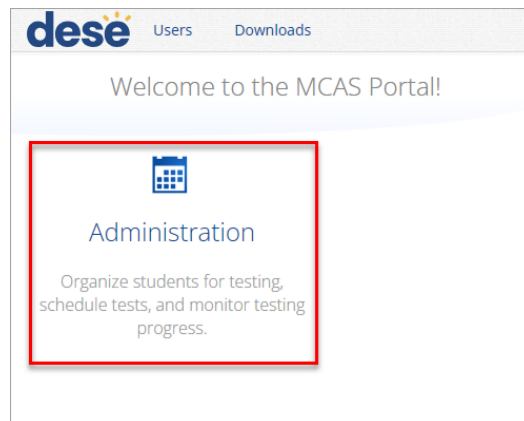 dese Users Downloads
Welcome to the MCAS Portal!
Administration
Organize students for testing,
schedule tests, and monitor testing
progress.